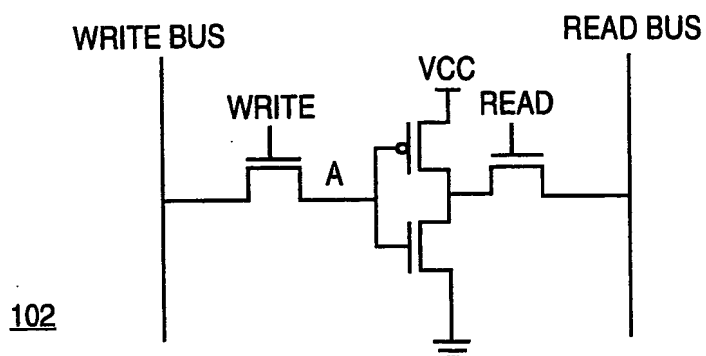 WRITE BUS
READ BUS
VCC
WRITE
READ
A
102